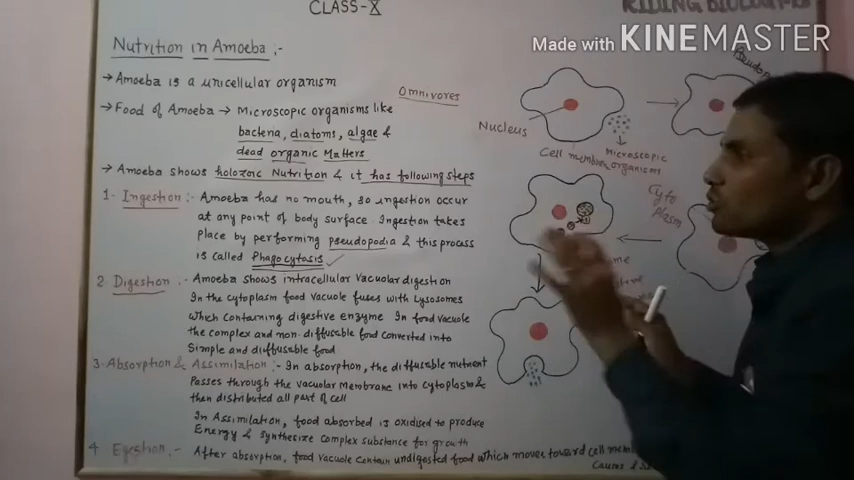 CLASS-X
RIDING BIOLOGY
Made with KINEMASTER
Nutrition in Amoeba :-
→ Amoeba is a unicellular organism
Omnivores
→ Food of Amoeba → Microscopic organisms like
bacteria, diatoms, algae &
dead organic Matters
→ Amoeba shows holozoic Nutrition & it has following steps
1- Ingestion :- Amoeba has no mouth, so ingestion occur
at any point of body surface. Ingestion takes
Place by performing pseudopodia & this process
is called Phagocytosis
2. Digestion :- Amoeba shows intracellular Vacuolar digestion
In the cytoplasm food vacuole fuses with Lysosomes
Which containing digestive enzyme In food vacuole
the complex and non-diffusable food converted into
Simple and diffusable food
3. Absorption & Assimilation :- In absorption, the diffusable nutrient
Passes through the vacuolar membrane into cytoplasm &
then distributed all part of cell
In Assimilation, food absorbed is oxidised to produce
Energy & synthesize complex substance for growth
4 Egestion :- After absorption, food vacuole contain undigested food which move toward cell
Nucleus
Cell membrane
Microscopic
organisms
Cyto
plasm